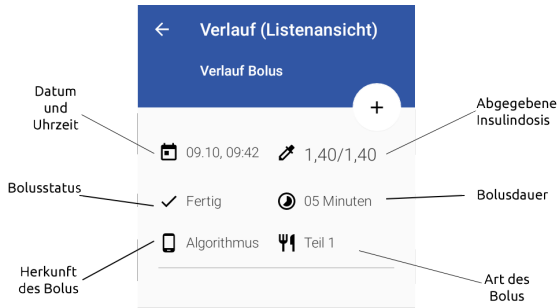 ← Verlauf (Listenansicht)
Verlauf Bolus
+
Datum
und
Uhrzeit
09.10, 09:42
1,40/1,40
Abgegebene
Insulindosis
Bolusstatus
Fertig
05 Minuten
Bolusdauer
Herkunft
des Bolus
Algorithmus
Teil 1
Art des
Bolus